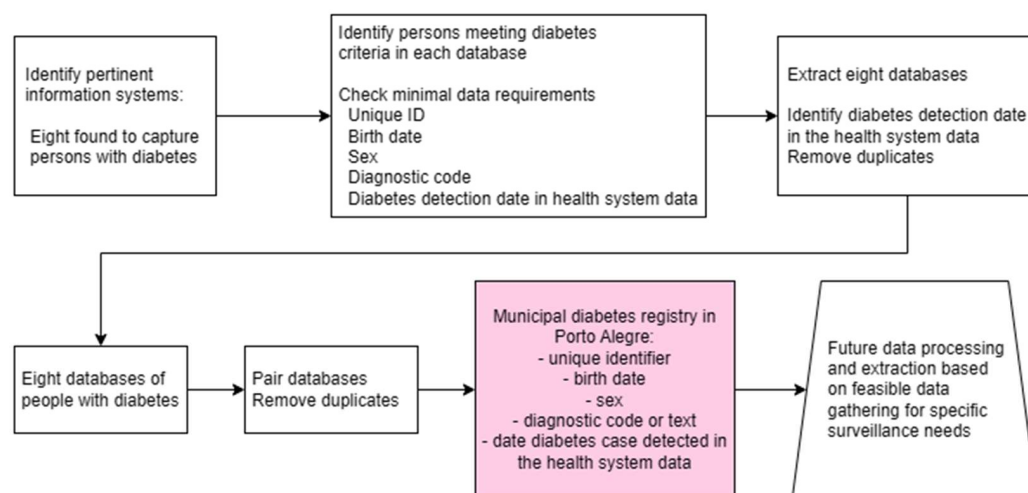 Identify pertinent
information systems:
Eight found to capture
persons with diabetes
Identify persons meeting diabetes
criteria in each database
Check minimal data requirements
Unique ID
Birth date
Sex
Diagnostic code
Diabetes detection date in health system data
Extract eight databases
Identify diabetes detection date
in the health system data
Remove duplicates
Eight databases of
people with diabetes
Pair databases
Remove duplicates
Municipal diabetes registry in
Porto Alegre:
- unique identifier
- birth date
- sex
- diagnostic code or text
- date diabetes case detected in
the health system data
Future data processing
and extraction based
on feasible data
gathering for specific
surveillance needs